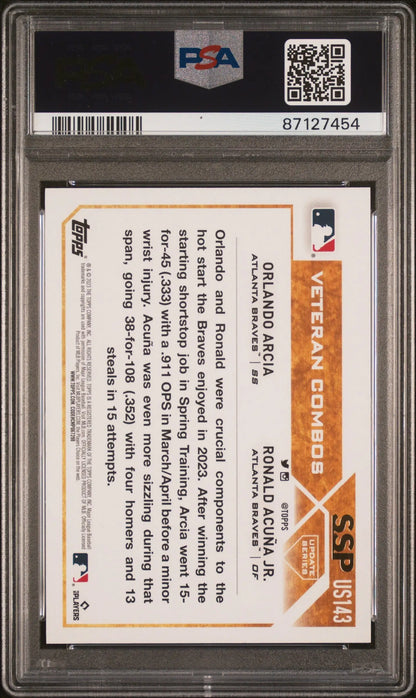 PSA
87127454
SSP
US143
UPDATE
SERIES
VETERAN COMBOS
ORLANDO ARCIA
ATLANTA BRAVES™ | SS
RONALD ACUÑA JR.
ATLANTA BRAVES™ | OF
@TOPPS
Orlando and Ronald were crucial components to the
hot start the Braves enjoyed in 2023. After winning the
starting shortstop job in Spring Training, Arcia went 15-
for-45 (.333) with a .911 OPS in March/April before a minor
wrist injury. Acuña was even more sizzling during that
span, going 38-for-108 (.352) with four homers and 13
steals in 15 attempts.
topps
PLAYERS